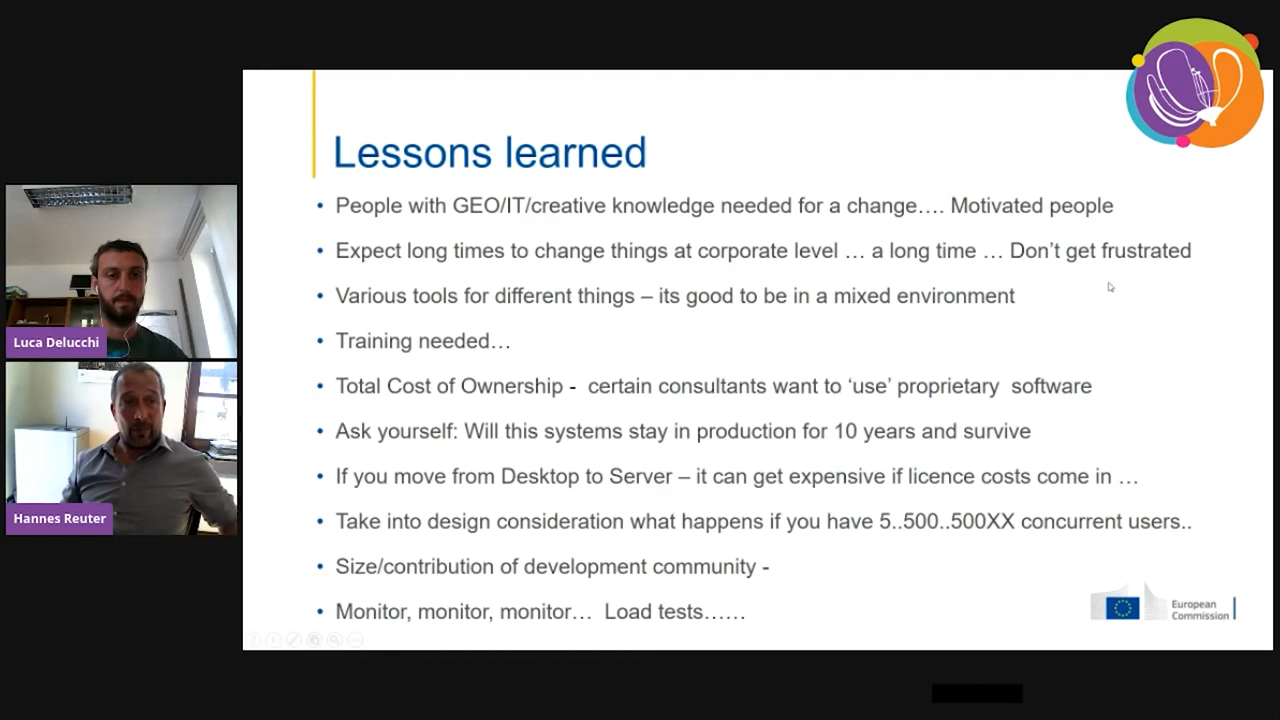 Lessons learned
• People with GEO/IT/creative knowledge needed for a change…. Motivated people
• Expect long times to change things at corporate level … a long time … Don’t get frustrated
• Various tools for different things – its good to be in a mixed environment
• Training needed…
• Total Cost of Ownership - certain consultants want to ‘use’ proprietary software
• Ask yourself: Will this systems stay in production for 10 years and survive
• If you move from Desktop to Server – it can get expensive if licence costs come in …
• Take into design consideration what happens if you have 5..500..500XX concurrent users..
• Size/contribution of development community -
• Monitor, monitor, monitor… Load tests……
European
Commission
Luca Delucchi
Hannes Reuter